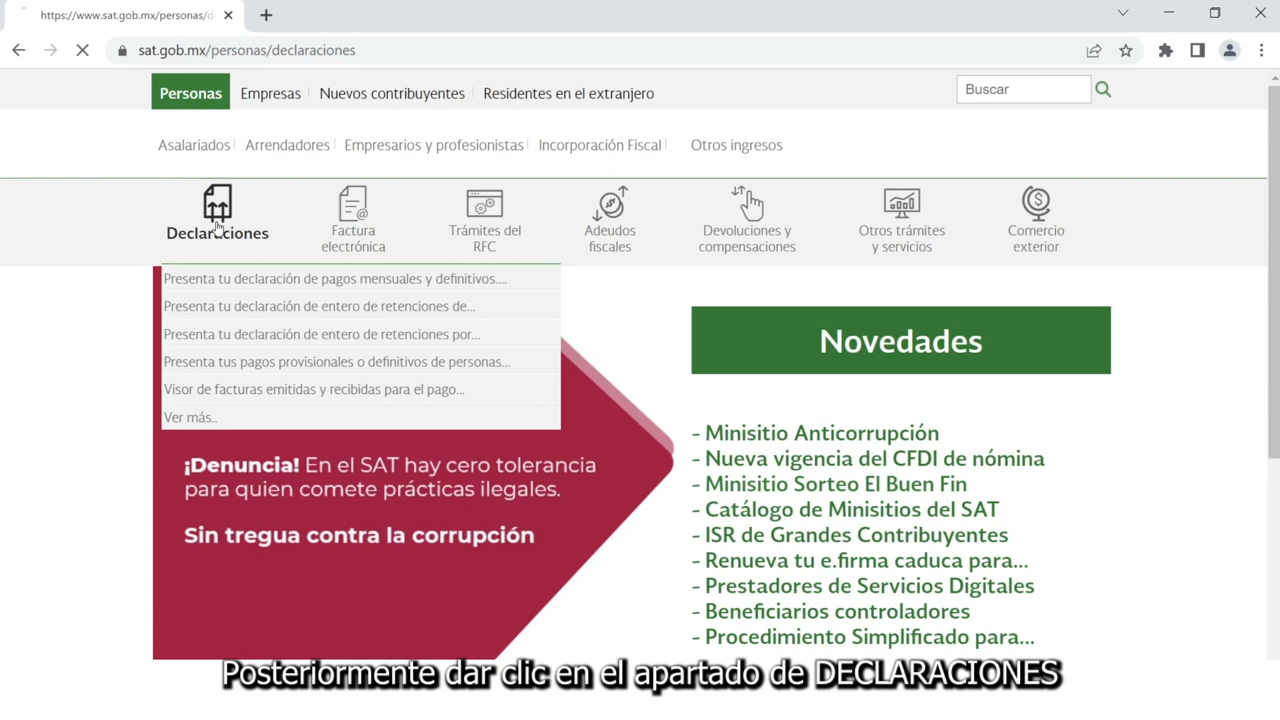 https://www.sat.gob.mx/personas/d
sat.gob.mx/personas/declaraciones
Personas Empresas Nuevos contribuyentes Residentes en el extranjero Buscar
Asalariados Arrendadores Empresarios y profesionistas Incorporación Fiscal Otros ingresos
Declaraciones
Factura
electrónica
Trámites del
RFC
Adeudos
fiscales
Devoluciones y
compensaciones
Otros trámites
y servicios
Comercio
exterior
Presenta tu declaración de pagos mensuales y definitivos....
Presenta tu declaración de entero de retenciones de...
Presenta tu declaración de entero de retenciones por...
Presenta tus pagos provisionales o definitivos de personas...
Visor de facturas emitidas y recibidas para el pago...
Ver más..
¡Denuncia! En el SAT hay cero tolerancia
para quien comete prácticas ilegales.
Sin tregua contra la corrupción
Novedades
- Minisitio Anticorrupción
- Nueva vigencia del CFDI de nómina
- Minisitio Sorteo El Buen Fin
- Catálogo de Minisitios del SAT
- ISR de Grandes Contribuyentes
- Renueva tu e.firma caduca para...
- Prestadores de Servicios Digitales
- Beneficiarios controladores
- Procedimiento Simplificado para...
Posteriormente dar clic en el apartado de DECLARACIONES